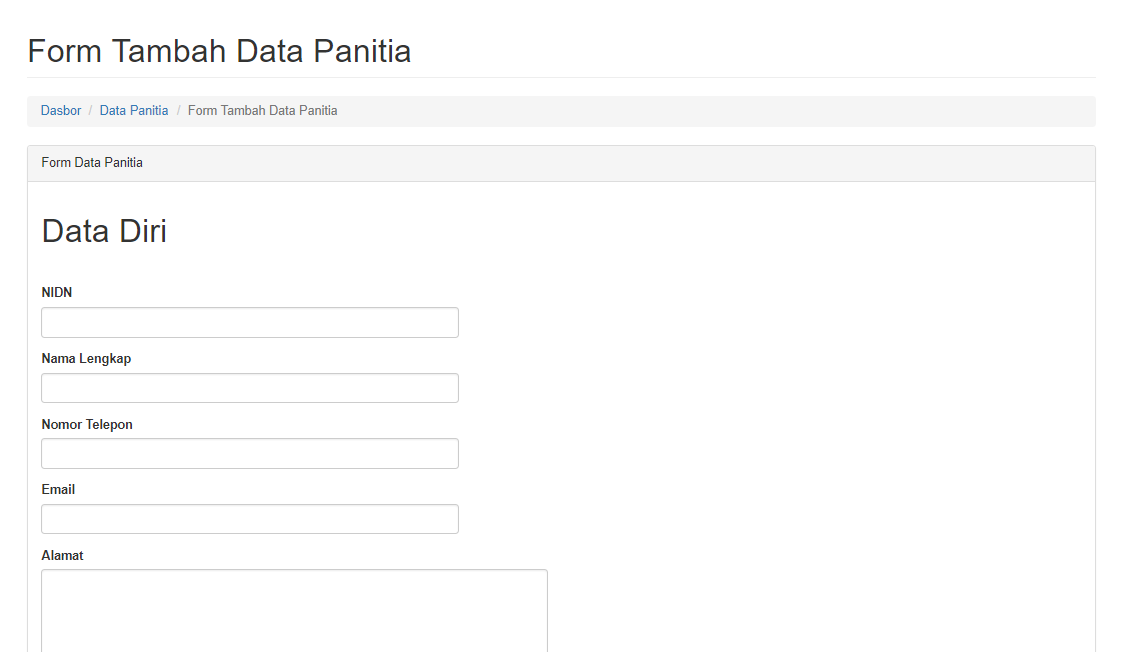 Form Tambah Data Panitia
Dasbor / Data Panitia / Form Tambah Data Panitia
Form Data Panitia
Data Diri
NIDN
Nama Lengkap
Nomor Telepon
Email
Alamat